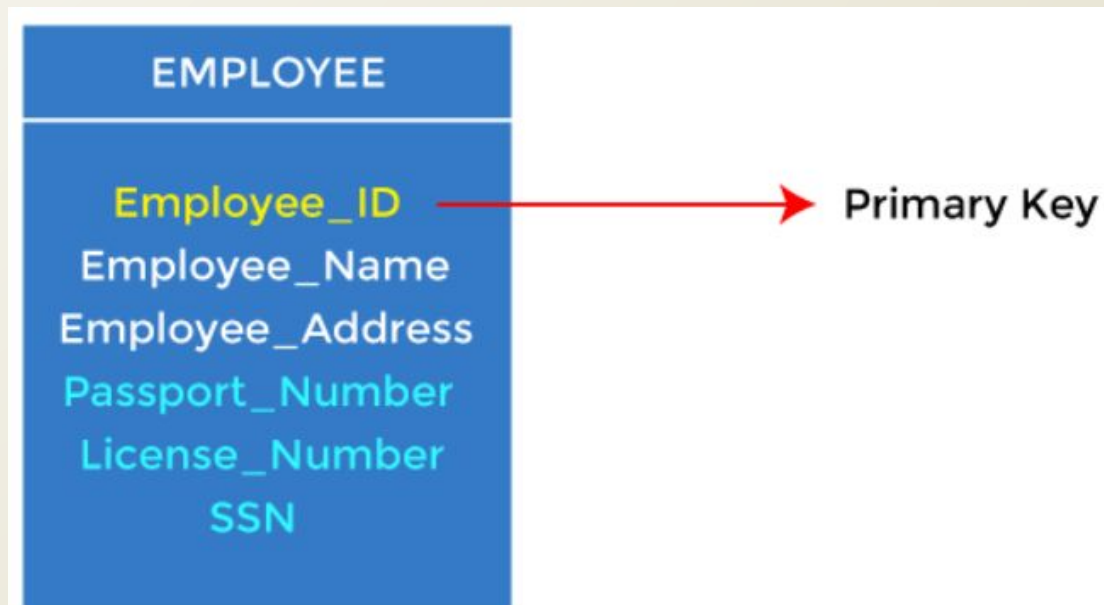 EMPLOYEE
Employee_ID
Primary Key
Employee_Name
Employee_Address
Passport_Number
License_Number
SSN